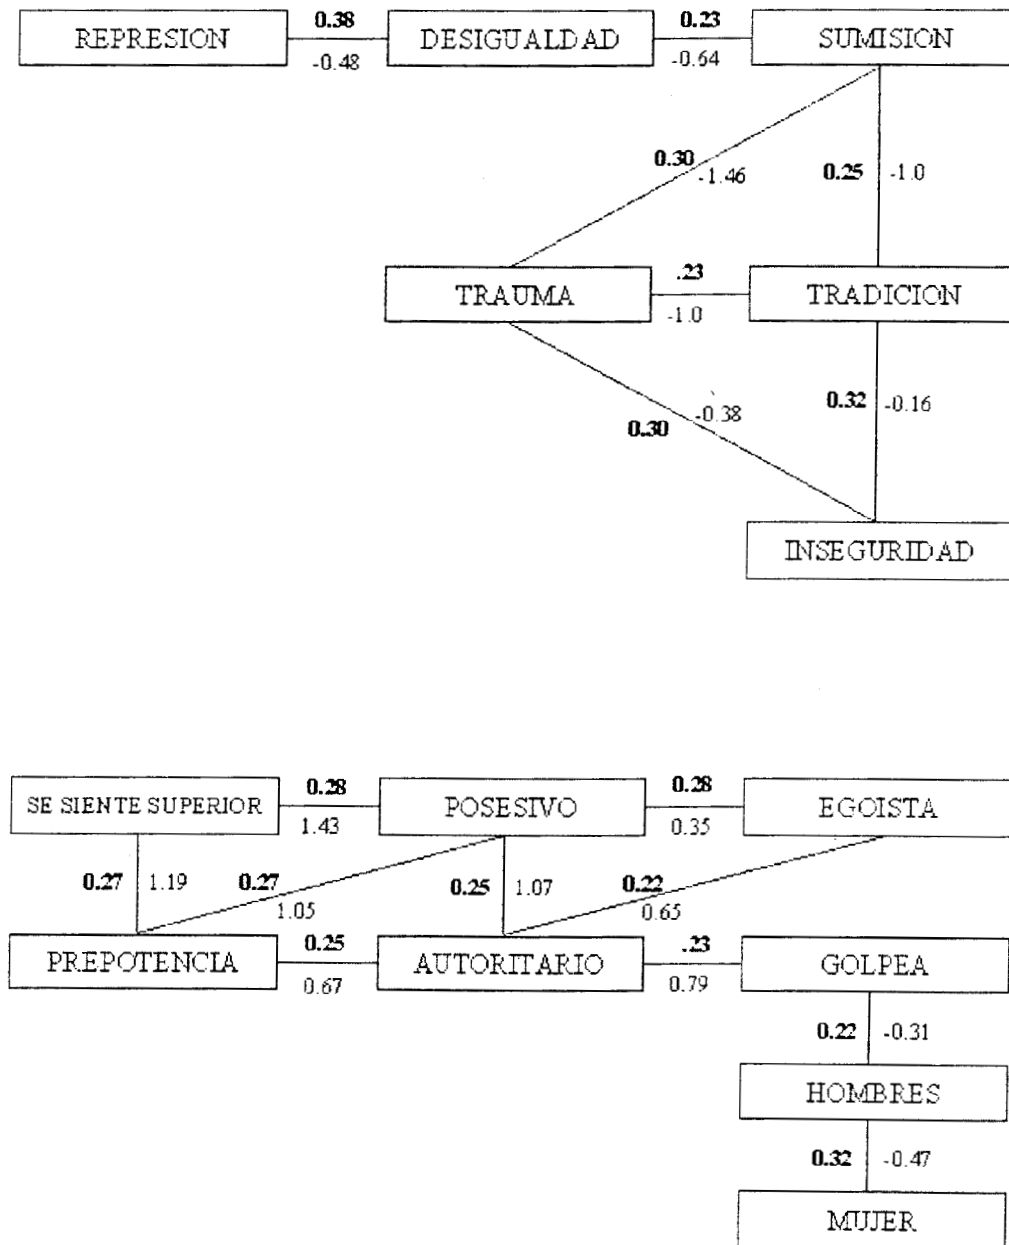 0.38 0.23
REPRESION DESIGUALDAD SUMISION
-0.48 -0.64
0.30 0.25 -1.0
-1.46
.23
TRAUMA TRADICION
-1.0
-0.38 0.32 -0.16
0.30
INSEGURIDAD
0.28 0.28
SE SIENTE SUPERIOR POSESIVO EGOISTA
1.43 0.35
0.27 1.19 0.27 0.25 1.07 0.22
1.05 0.65
0.25 .23
PREPOTENCIA AUTORITARIO GOLPEA
0.67 0.79
0.22 -0.31
HOMBRES
0.32 -0.47
MUJER